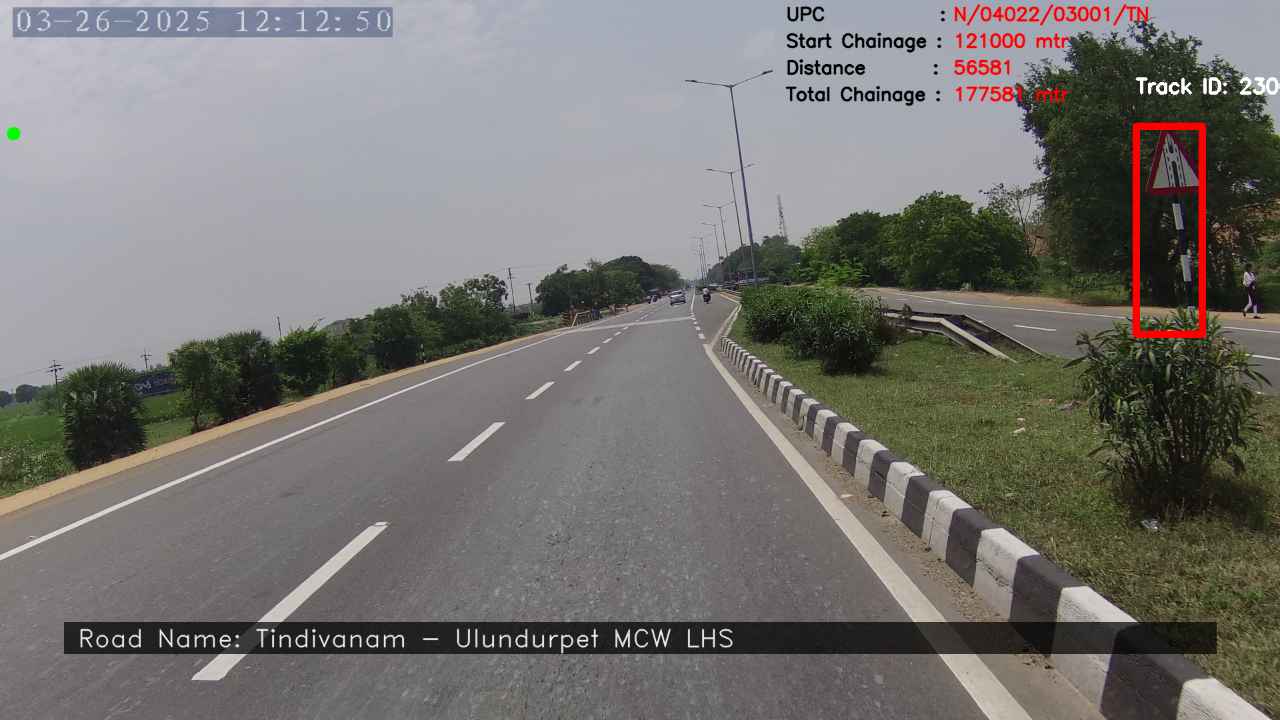 03-26-2025 12:12:50
UPC : N/04022/03001/TN
Start Chainage : 121000 mtr
Distance : 56581
Total Chainage : 177581 mtr
Track ID: 230
Road Name: Tindivanam - Ulundurpet MCW LHS